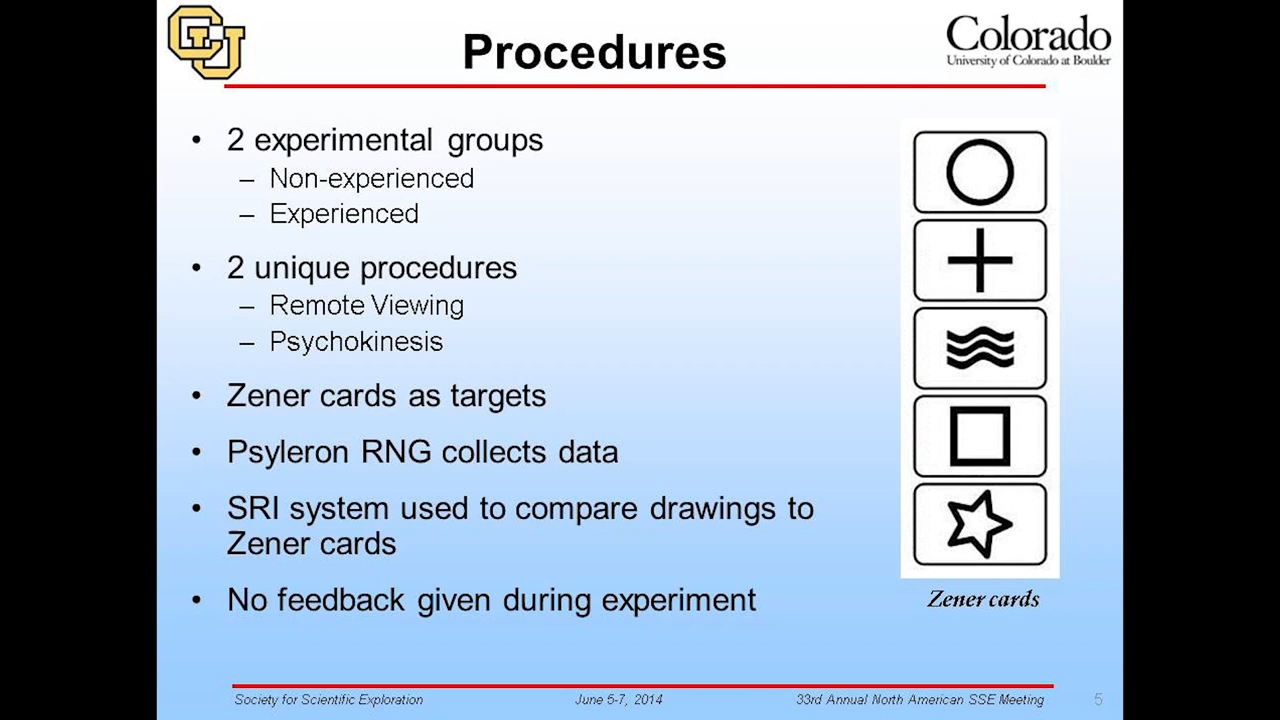 CU
Procedures
Colorado
University of Colorado at Boulder
• 2 experimental groups
– Non-experienced
– Experienced
• 2 unique procedures
– Remote Viewing
– Psychokinesis
• Zener cards as targets
• Psyleron RNG collects data
• SRI system used to compare drawings to
Zener cards
• No feedback given during experiment
Zener cards
Society for Scientific Exploration
June 5-7, 2014
33rd Annual North American SSE Meeting
5